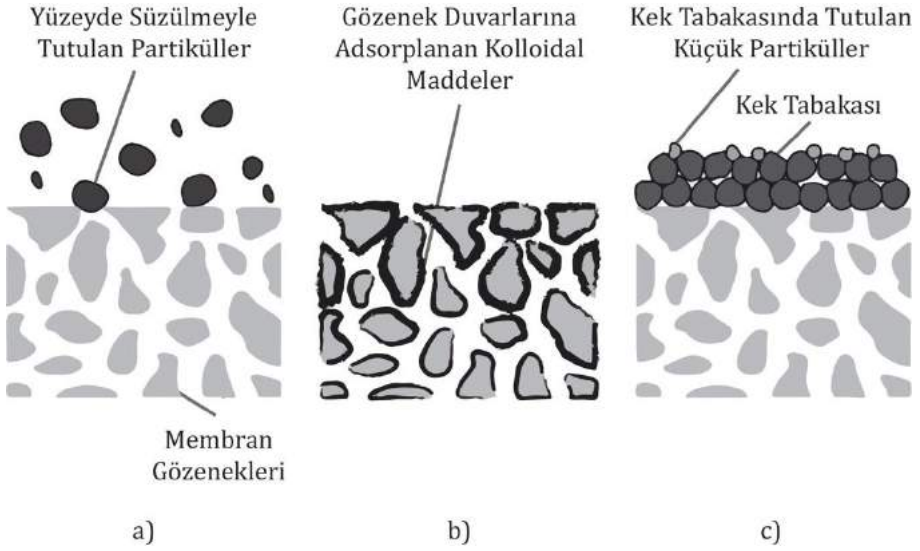 Yüzeyde Süzülmeyle
Tutulan Partiküller
Gözenek Duvarlarına
Adsorplanan Kolloidal
Maddeler
Kek Tabakasında Tutulan
Küçük Partiküller
Kek Tabakası
Membran
Gözenekleri
a)
b)
c)